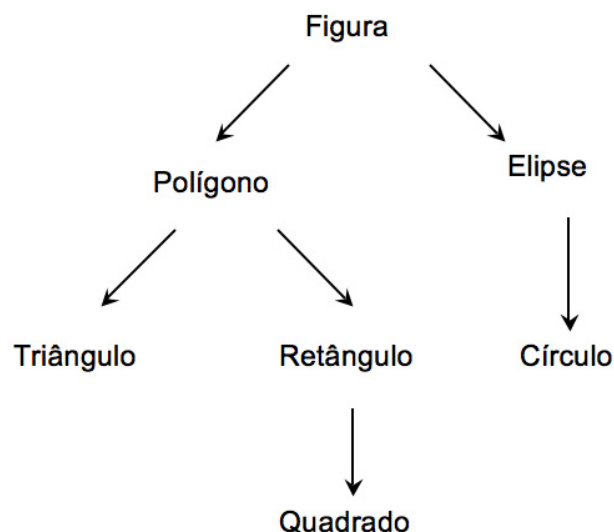 Figura
Polígono
Elipse
Triângulo
Retângulo
Círculo
Quadrado